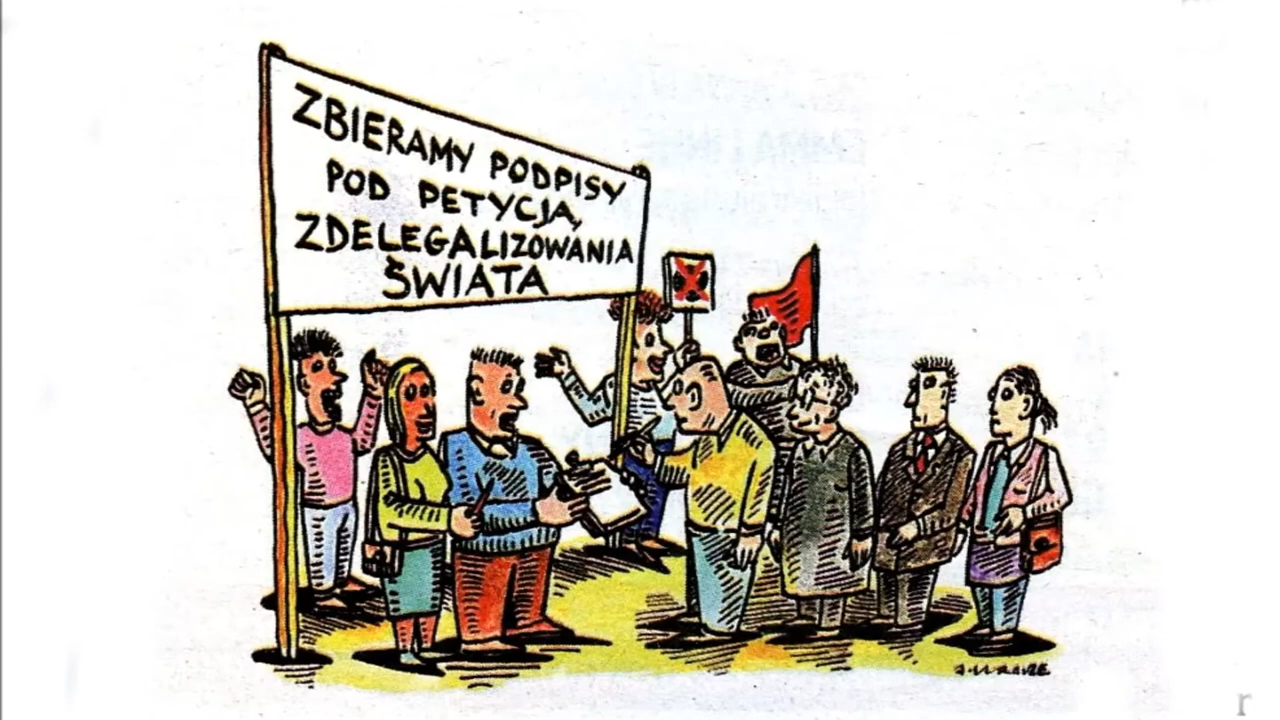 ZBIERAMY PODPISY
POD PETYCJĄ
ZDELEGALIZOWANIA
ŚWIATA
r